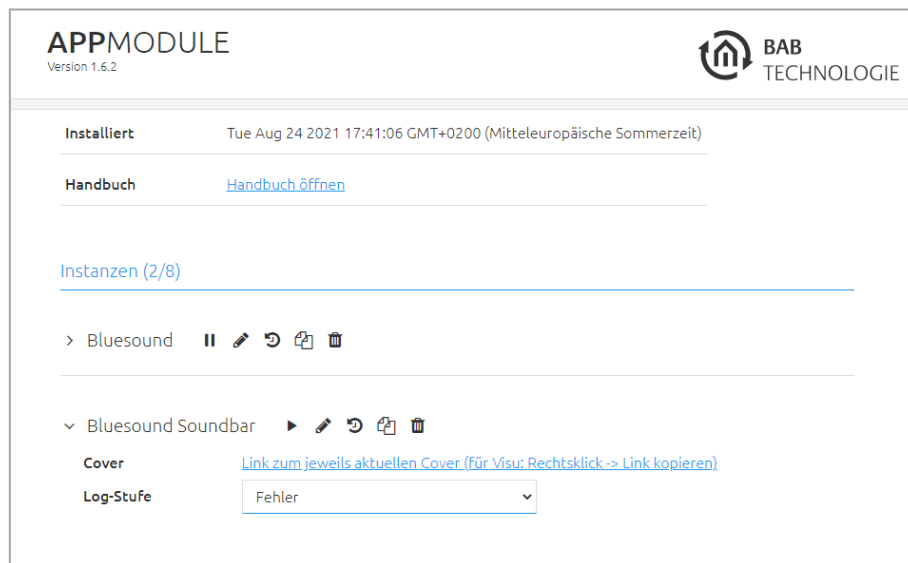 APPMODULE
Version 1.6.2
BAB
TECHNOLOGIE
Installiert Tue Aug 24 2021 17:41:06 GMT+0200 (Mitteleuropäische Sommerzeit)
Handbuch Handbuch öffnen
Instanzen (2/8)
Bluesound
Bluesound Soundbar
Cover Link zum jeweils aktuellen Cover (für Visu: Rechtsklick -> Link kopieren)
Log-Stufe Fehler